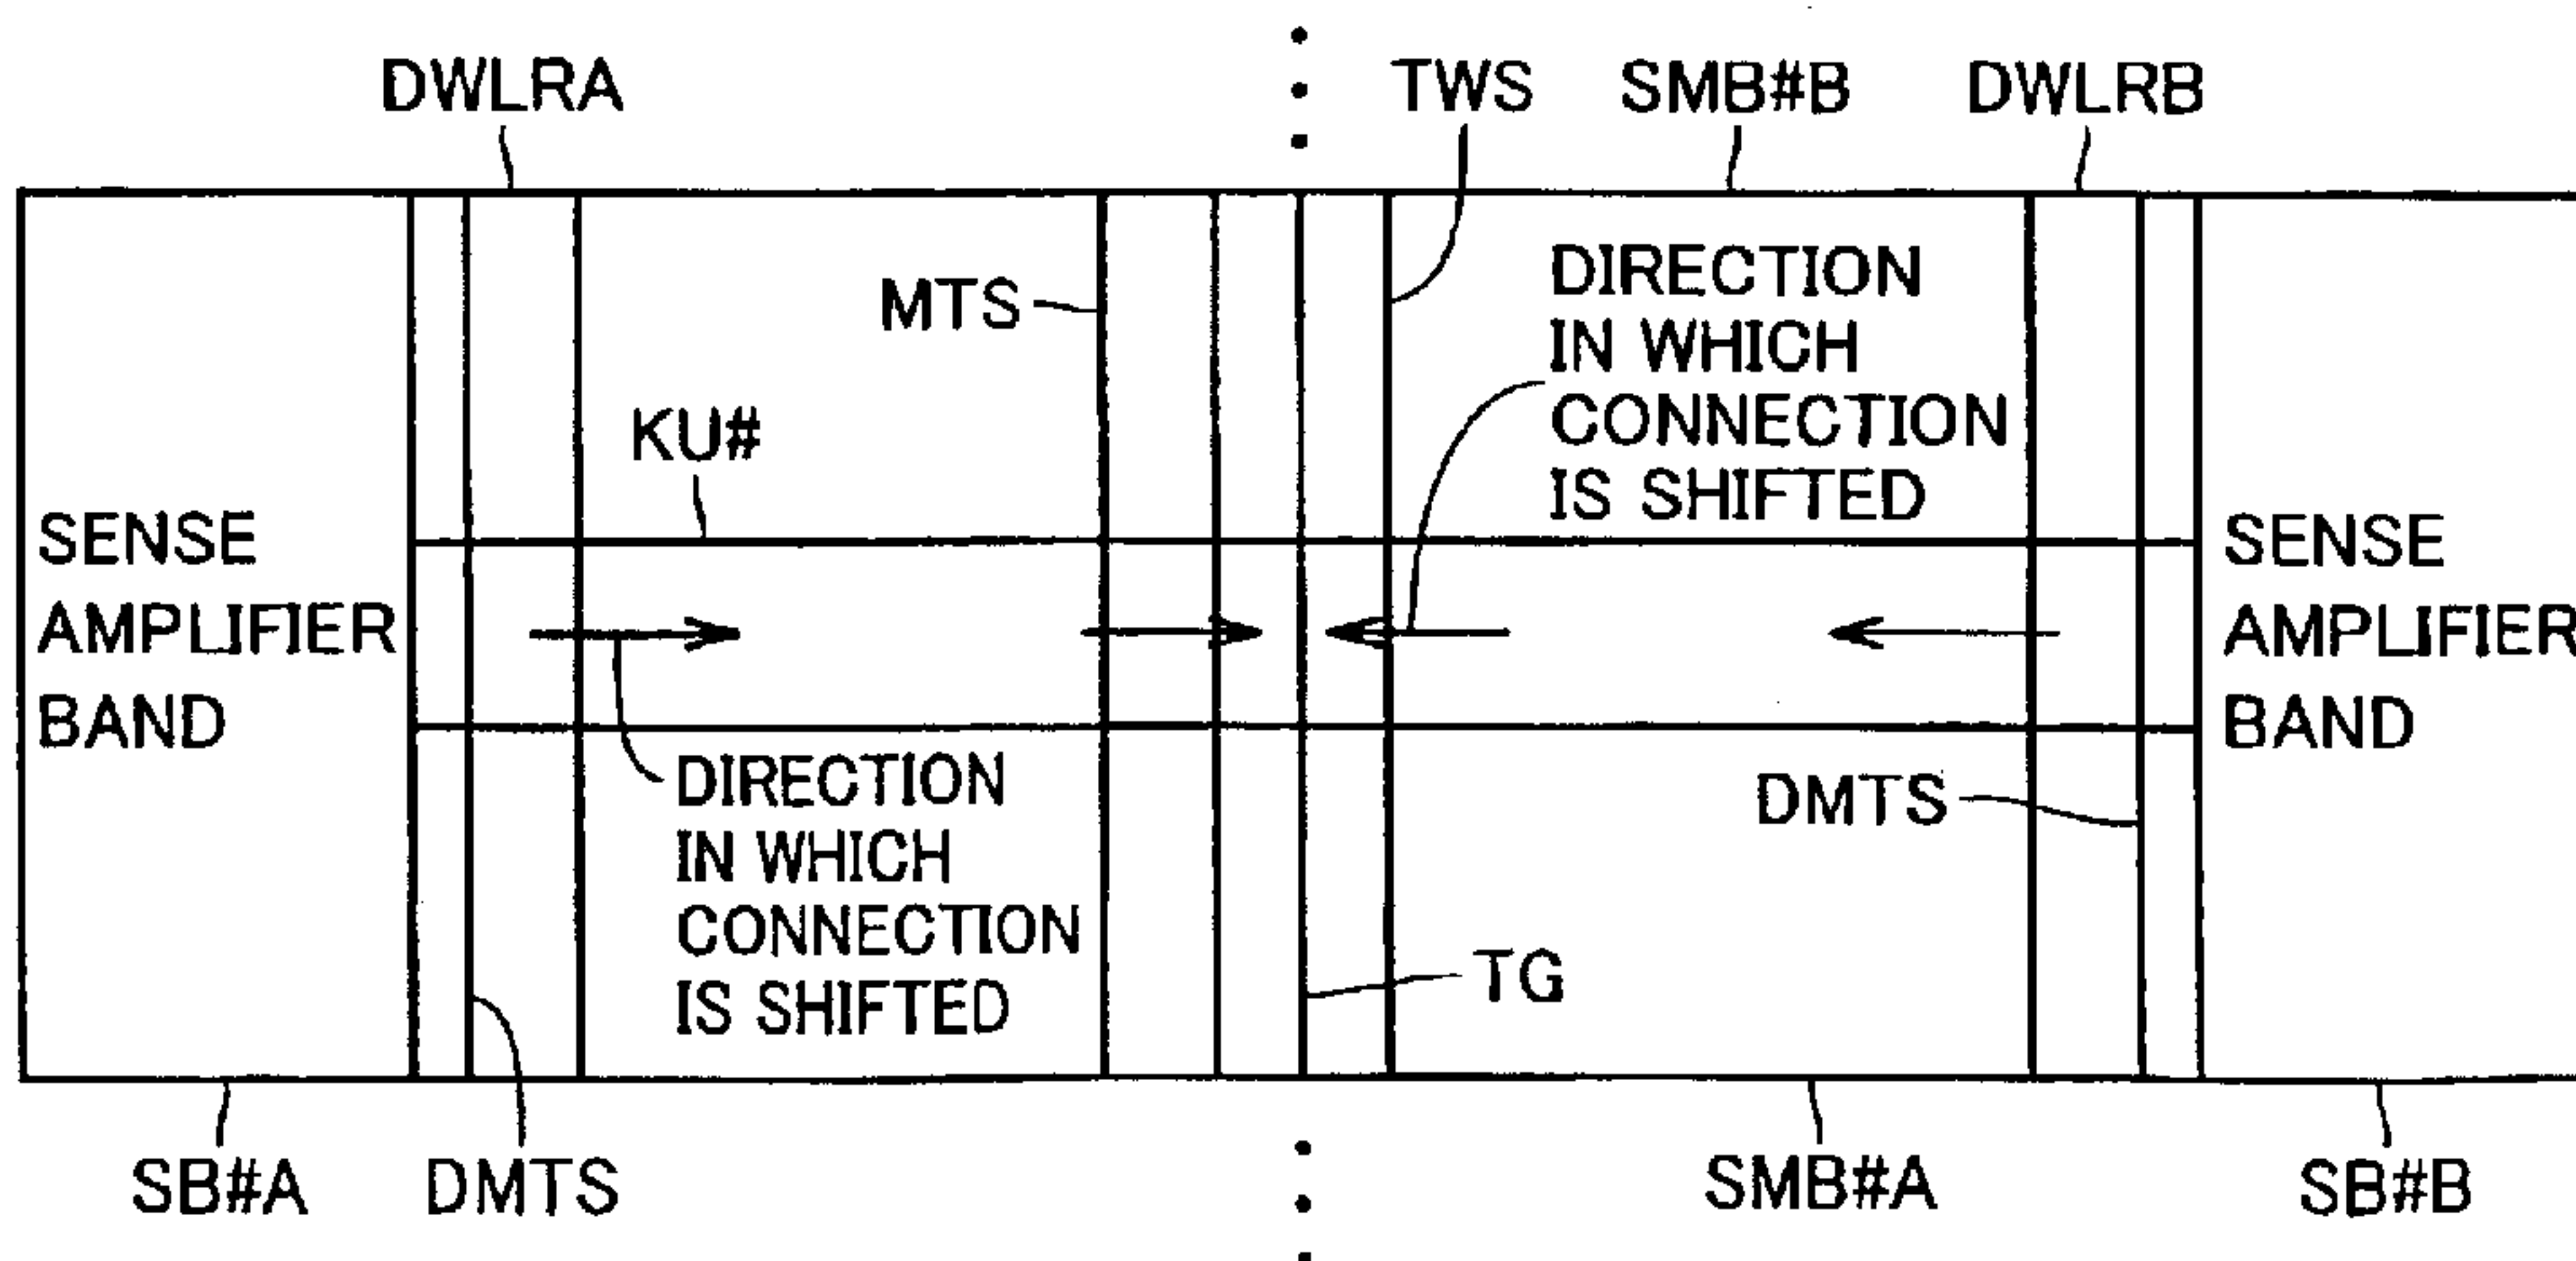 DWLRA
TWS
SMB#B
DWLRB
MTS
DIRECTION
IN WHICH
CONNECTION
IS SHIFTED
KU#
SENSE
AMPLIFIER
BAND
SENSE
AMPLIFIER
BAND
DIRECTION
IN WHICH
CONNECTION
IS SHIFTED
DMTS
TG
SB#A
DMTS
SMB#A
SB#B